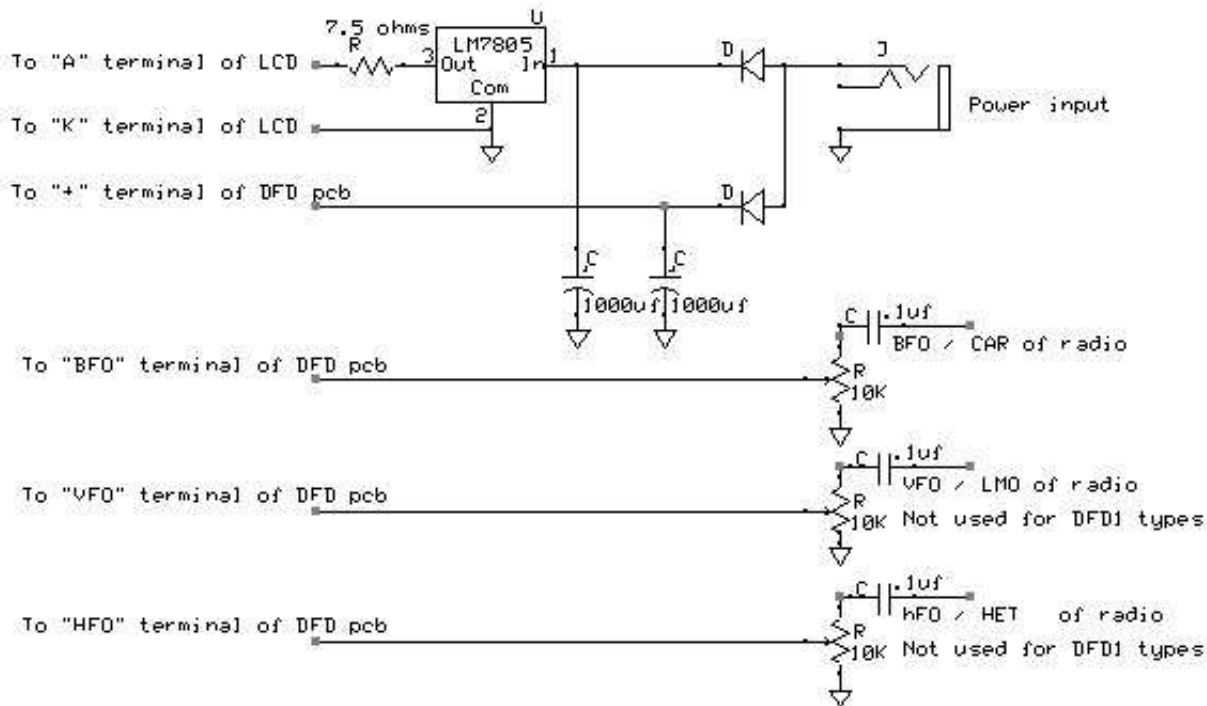 U
7.5 ohms
R
LM7805
D
J
To "A" terminal of LCD
3
Out
In
1
Com
Power input
2
To "K" terminal of LCD
To "+" terminal of DFD pcb
D
C
C
1000uf
1000uf
C
.1uf
BFO / CAR of radio
To "BFO" terminal of DFD pcb
R
10K
C
.1uf
VFO / LMO of radio
To "VFO" terminal of DFD pcb
R
10K
Not used for DFD1 types
C
.1uf
hFO / HET of radio
To "HFO" terminal of DFD pcb
R
10K
Not used for DFD1 types